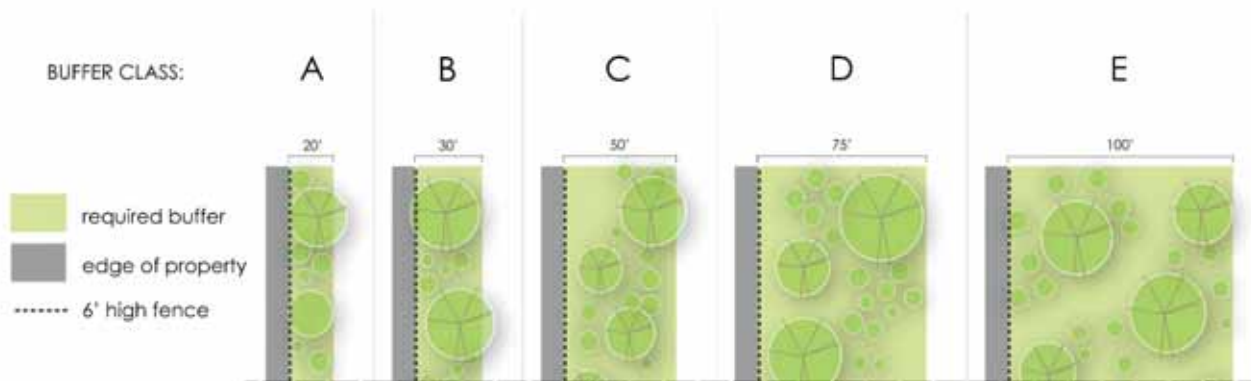 BUFFER CLASS: A B C D E
20' 30' 50' 75' 100'
required buffer
edge of property
6' high fence